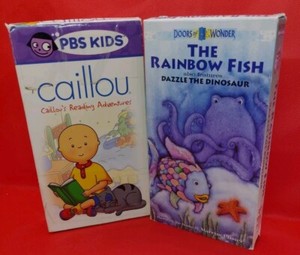 PBS KIDS
caillou
Caillou's Reading Adventures
DOORS OF WONDER
THE
RAINBOW FISH
DAZZLE THE DINOSAUR